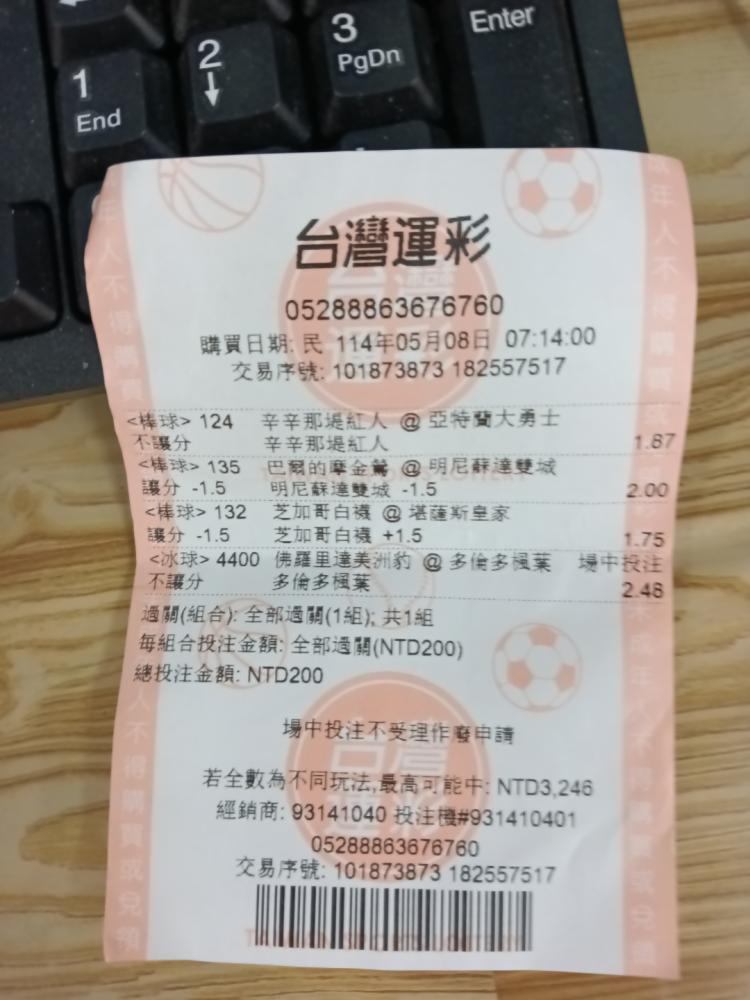 1
End
2
↓
3
PgDn
Enter
台灣運彩
05288863676760
購買日期: 民 114年05月08日 07:14:00
交易序號: 101873873 182557517
<棒球> 124 辛辛那堤紅人 @ 亞特蘭大勇士
不讓分 辛辛那堤紅人 1.87
<棒球> 135 巴爾的摩金鶯 @ 明尼蘇達雙城
讓分 -1.5 明尼蘇達雙城 -1.5 2.00
<棒球> 132 芝加哥白襪 @ 堪薩斯皇家
讓分 -1.5 芝加哥白襪 +1.5 1.75
<冰球> 4400 佛羅里達美洲豹 @ 多倫多楓葉 場中投注
不讓分 多倫多楓葉 2.48
過關(組合): 全部過關(1組); 共1組
每組合投注金額: 全部過關(NTD200)
總投注金額: NTD200
場中投注不受理作廢申請
若全數為不同玩法,最高可能中: NTD3,246
經銷商: 93141040 投注機#931410401
05288863676760
交易序號: 101873873 182557517